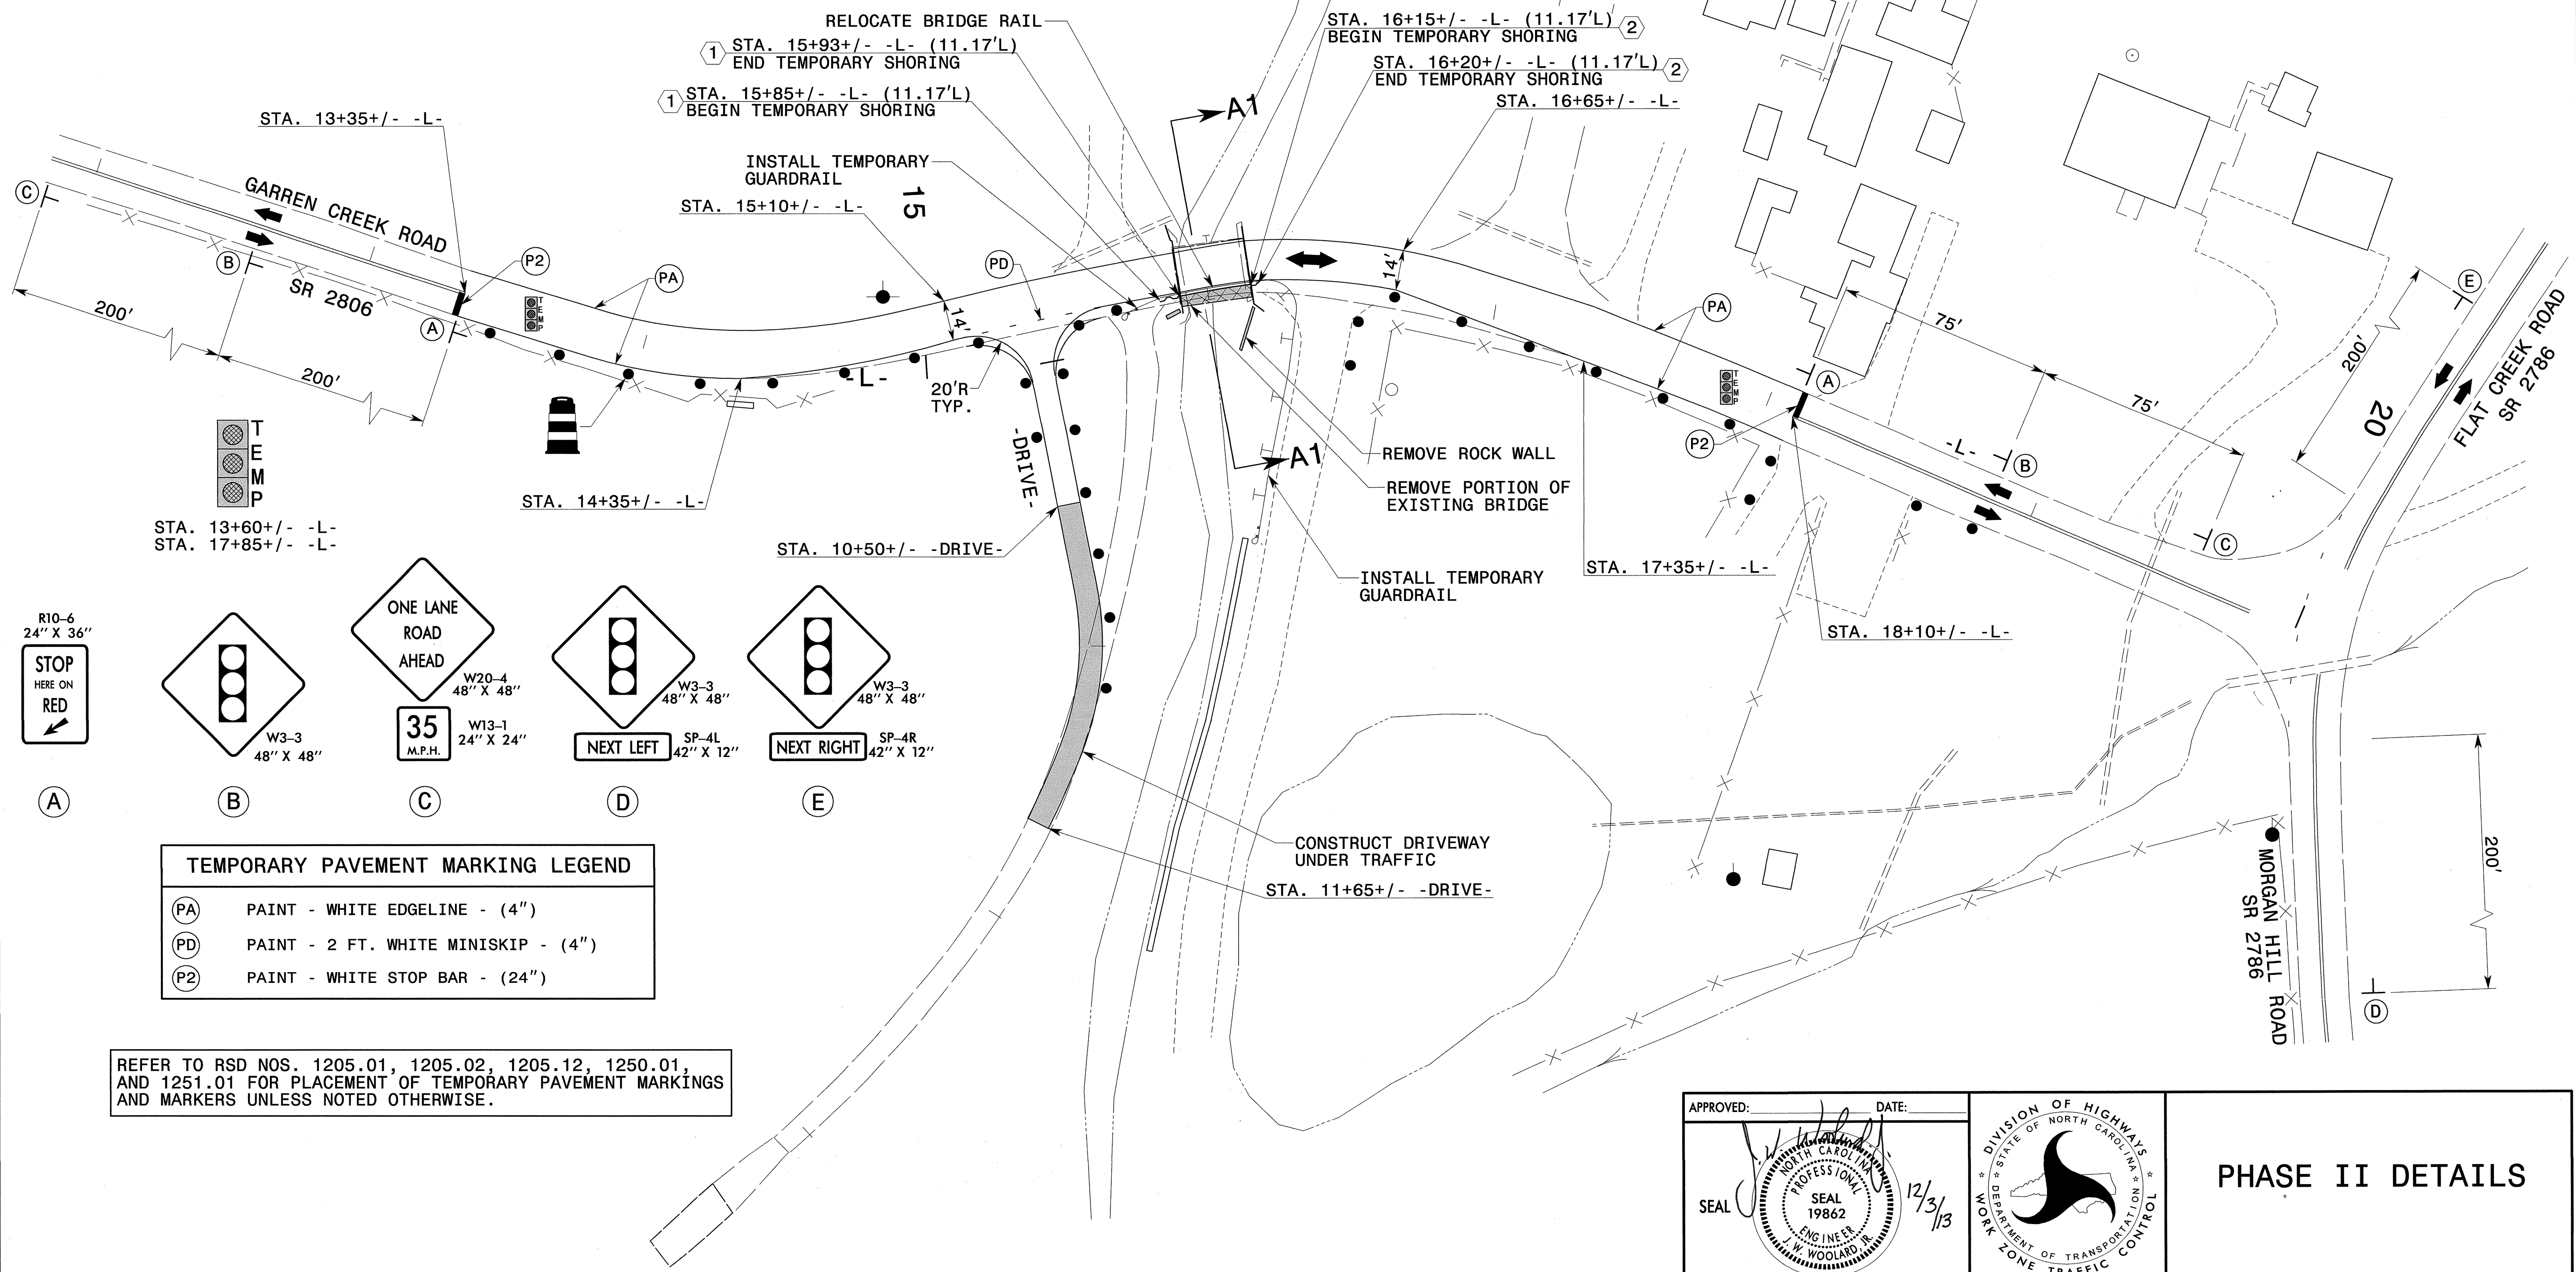 RELOCATE BRIDGE RAIL
1 STA. 15+93+/- -L- (11.17'L)
END TEMPORARY SHORING
1 STA. 15+85+/- -L- (11.17'L)
BEGIN TEMPORARY SHORING
STA. 16+15+/- -L- (11.17'L) 2
BEGIN TEMPORARY SHORING
STA. 16+20+/- -L- (11.17'L) 2
END TEMPORARY SHORING
STA. 16+65+/- -L-
A1
STA. 13+35+/- -L-
INSTALL TEMPORARY
GUARDRAIL
15
STA. 15+10+/- -L-
C
GARREN CREEK ROAD
B
SR 2806
P2
PA
PD
A
200'
200'
TEMP
14'
14'
-L-
20'R
TYP.
PA
TEMP
75'
75'
A
P2
-L-
B
C
E
200'
20
FLAT CREEK ROAD
SR 2786
A1
REMOVE ROCK WALL
REMOVE PORTION OF
EXISTING BRIDGE
-DRIVE-
STA. 14+35+/- -L-
STA. 10+50+/- -DRIVE-
INSTALL TEMPORARY
GUARDRAIL
STA. 17+35+/- -L-
STA. 18+10+/- -L-
TEMP
STA. 13+60+/- -L-
STA. 17+85+/- -L-
R10-6
24" X 36"
STOP
HERE ON
RED
A
W3-3
48" X 48"
B
ONE LANE
ROAD
AHEAD
W20-4
48" X 48"
35
M.P.H.
W13-1
24" X 24"
C
W3-3
48" X 48"
NEXT LEFT
SP-4L
42" X 12"
D
W3-3
48" X 48"
NEXT RIGHT
SP-4R
42" X 12"
E
CONSTRUCT DRIVEWAY
UNDER TRAFFIC
STA. 11+65+/- -DRIVE-
200'
MORGAN HILL ROAD
SR 2786
D
TEMPORARY PAVEMENT MARKING LEGEND
PA PAINT - WHITE EDGELINE - (4")
PD PAINT - 2 FT. WHITE MINISKIP - (4")
P2 PAINT - WHITE STOP BAR - (24")
REFER TO RSD NOS. 1205.01, 1205.02, 1205.12, 1250.01,
AND 1251.01 FOR PLACEMENT OF TEMPORARY PAVEMENT MARKINGS
AND MARKERS UNLESS NOTED OTHERWISE.
APPROVED: DATE:
SEAL
NORTH CAROLINA
PROFESSIONAL
SEAL
19862
ENGINEER
J. W. WOOLARD, JR.
12/3/13
DIVISION OF HIGHWAYS
STATE OF NORTH CAROLINA
DEPARTMENT OF TRANSPORTATION
WORK ZONE TRAFFIC CONTROL
PHASE II DETAILS